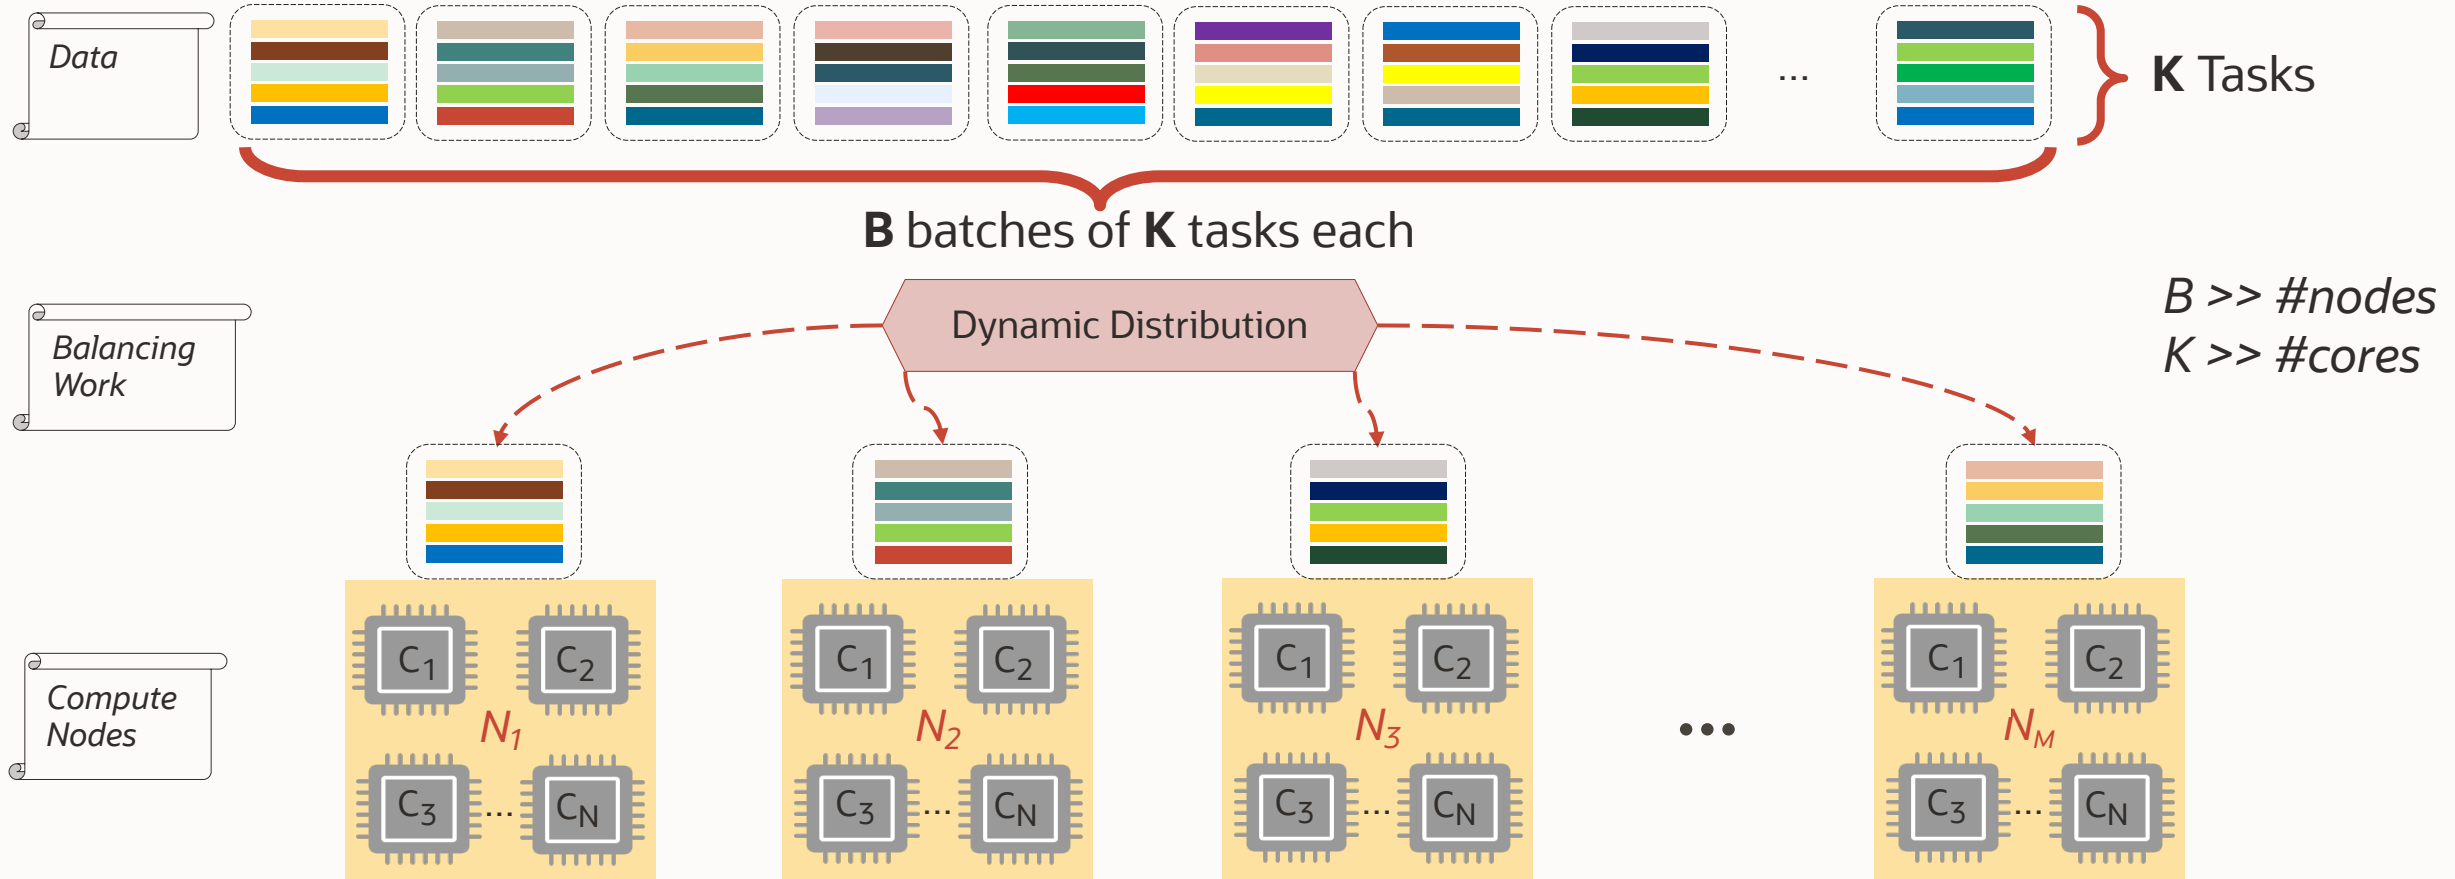 Data
...
K Tasks
B batches of K tasks each
Balancing
Work
Dynamic Distribution
B >> #nodes
K >> #cores
Compute
Nodes
C1 C2
N1
C3 ... CN
C1 C2
N2
C3 ... CN
C1 C2
N3
C3 ... CN
...
C1 C2
NM
C3 ... CN